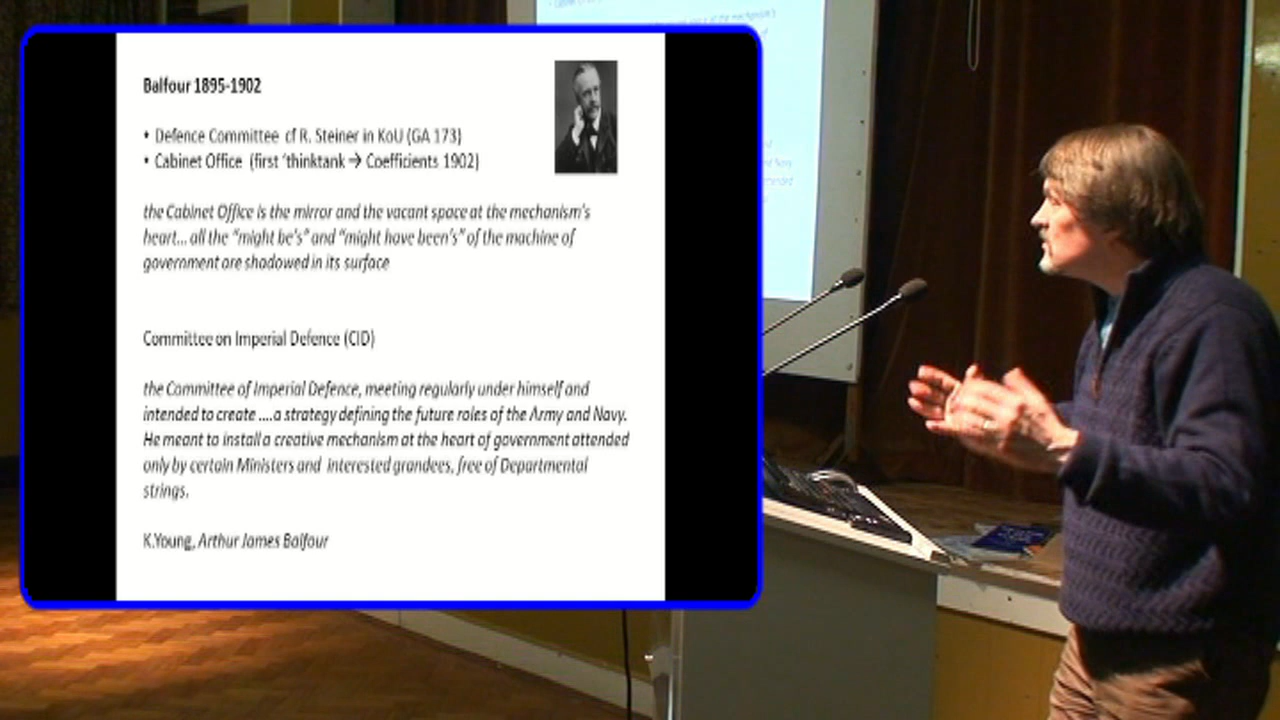 Balfour 1895-1902
• Defence Committee cf R. Steiner in KoU (GA 173)
• Cabinet Office (first 'thinktank → Coefficients 1902)
the Cabinet Office is the mirror and the vacant space at the mechanism's
heart... all the "might be's" and "might have been's" of the machine of
government are shadowed in its surface
Committee on Imperial Defence (CID)
the Committee of Imperial Defence, meeting regularly under himself and
intended to create ....a strategy defining the future roles of the Army and Navy.
He meant to install a creative mechanism at the heart of government attended
only by certain Ministers and interested grandees, free of Departmental
strings.
K.Young, Arthur James Balfour